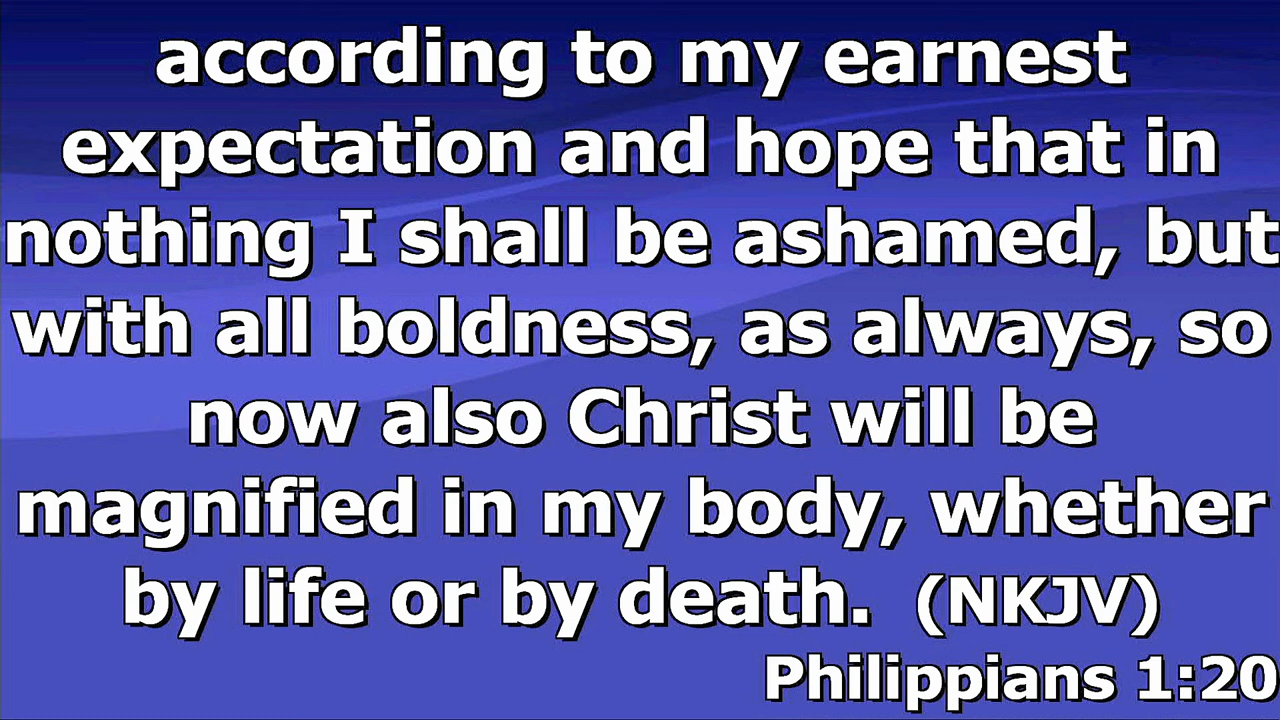 according to my earnest
expectation and hope that in
nothing I shall be ashamed, but
with all boldness, as always, so
now also Christ will be
magnified in my body, whether
by life or by death.  (NKJV)
Philippians 1:20